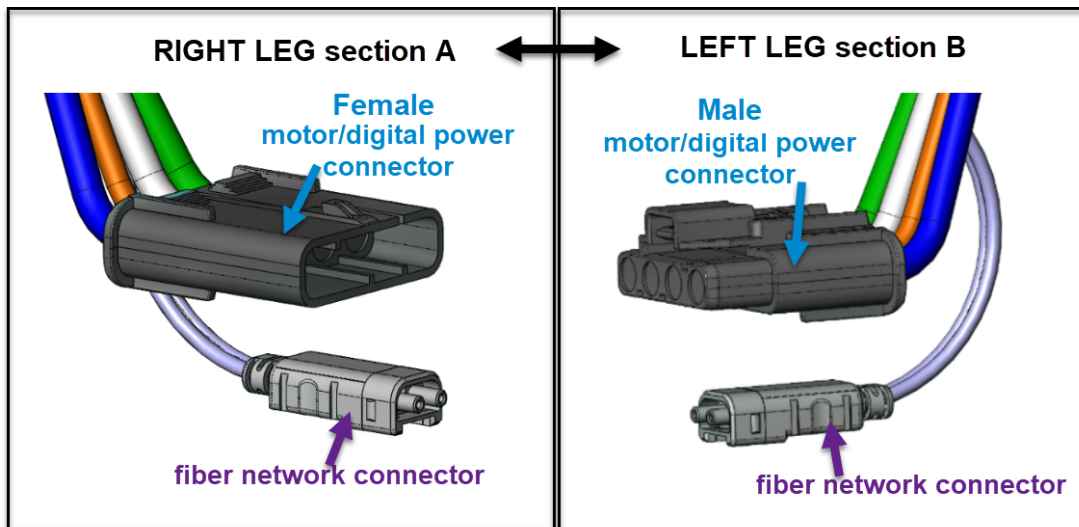 RIGHT LEG section A
Female
motor/digital power
connector
fiber network connector
LEFT LEG section B
Male
motor/digital power
connector
fiber network connector